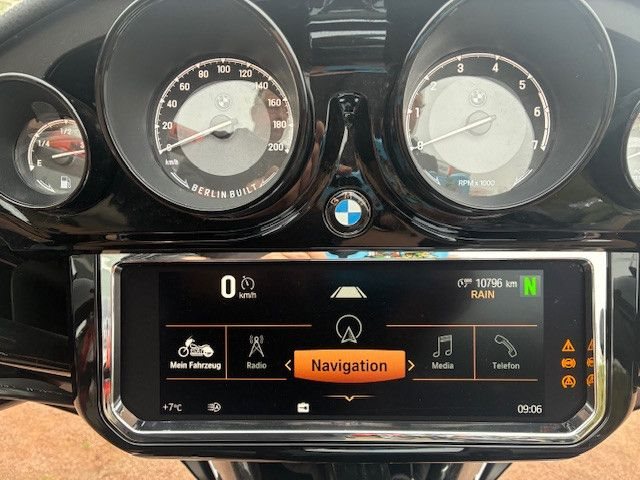 E 1/4 1/2
0 20 40 60 80 100 120 140 160 180 200
km/h
BERLIN BUILT
0 1 2 3 4 5 6 7
RPM x 1000
BMW
0 km/h
10796 km N
RAIN
Mein Fahrzeug
Radio
Navigation
Media
Telefon
+7°C
09:06